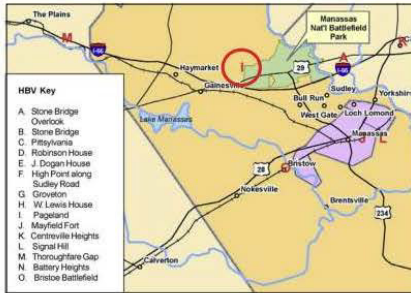 The Plains
M
I-66
Haymarket
Gainesville
I
Manassas
Nat'l Battlefield
Park
29
A
I-66
K
Sudley
Bull Run
West Gate
Loch Lomond
Yorkshire
Manassas
L
Lake Manassas
HBV Key
A. Stone Bridge
Overlook
B. Stone Bridge
C. Pittsylvania
D. Robinson House
E. J. Dogan House
F. High Point along
Sudley Road
G. Groveton
H. W. Lewis House
I. Pageland
J. Mayfield Fort
K. Centreville Heights
L. Signal Hill
M. Thoroughfare Gap
N. Battery Heights
O. Bristoe Battlefield
28
Bristow
O
Nokesville
Brentsville
234
Calverton